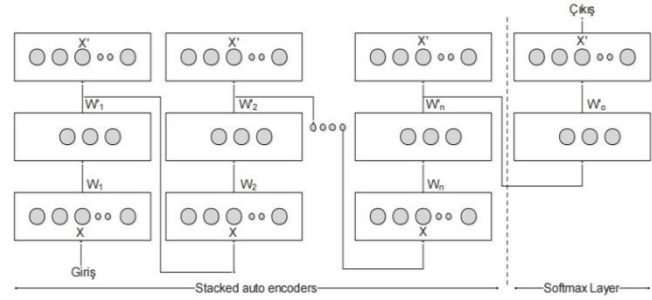 Çıkış
X' X' X' X'
W'1 W'2 W'n W'o
W1 W2 Wn
X X X
Giriş
Stacked auto encoders Softmax Layer